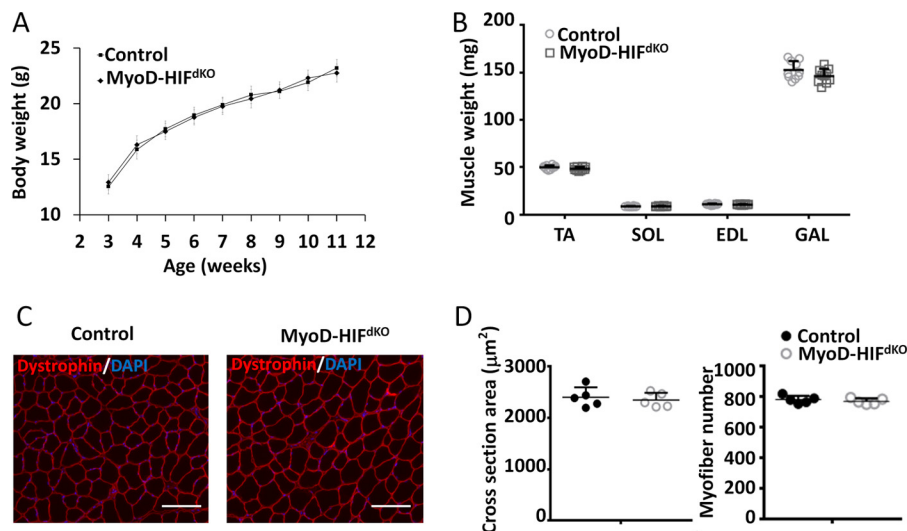 A
Control
MyoD-HIFdKO
Body weight (g)
25
20
15
10
2 3 4 5 6 7 8 9 10 11 12
Age (weeks)
B
Control
MyoD-HIFdKO
Muscle weight (mg)
200
150
100
50
0
TA SOL EDL GAL
C
Control
MyoD-HIFdKO
Dystrophin/DAPI
Dystrophin/DAPI
D
Control
MyoD-HIFdKO
Cross section area (μm2)
3000
2000
1000
0
Myofiber number
1000
800
600
400
200
0